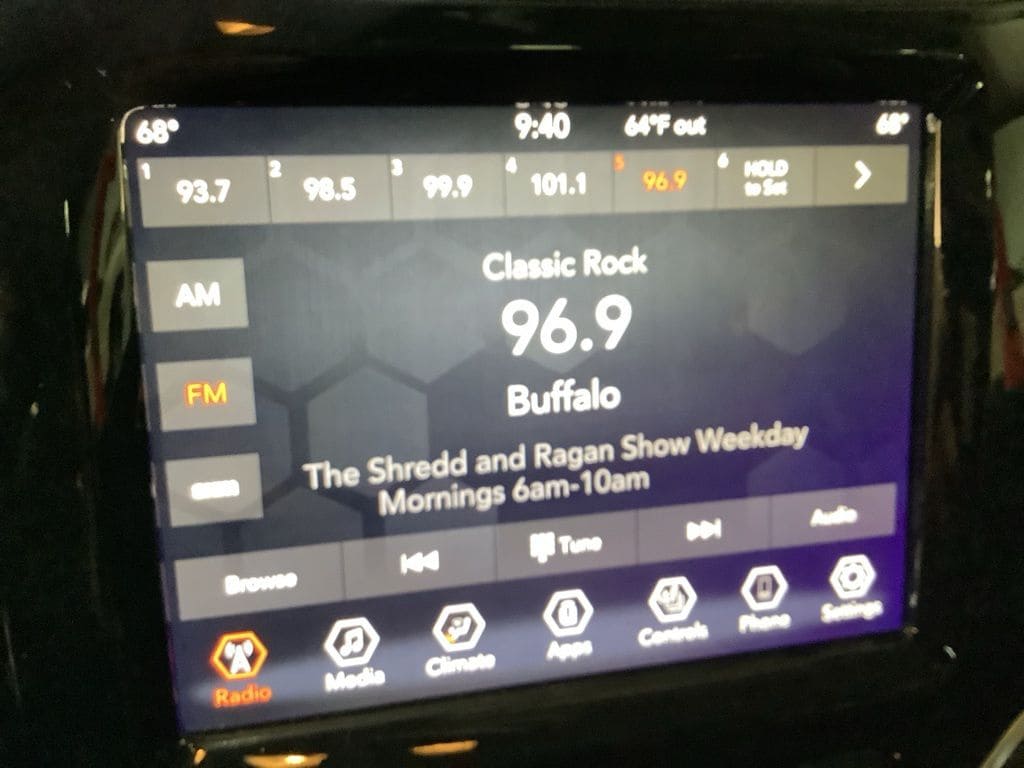 68° 9:40 64°F out 68°
1 93.7 2 98.5 3 99.9 4 101.1 5 96.9 6 HOLD
to Set
Classic Rock
AM
96.9
FM
Buffalo
The Shredd and Ragan Show Weekday
Mornings 6am-10am
Browse Tune Audio
Radio Media Climate Apps Controls Phone Settings